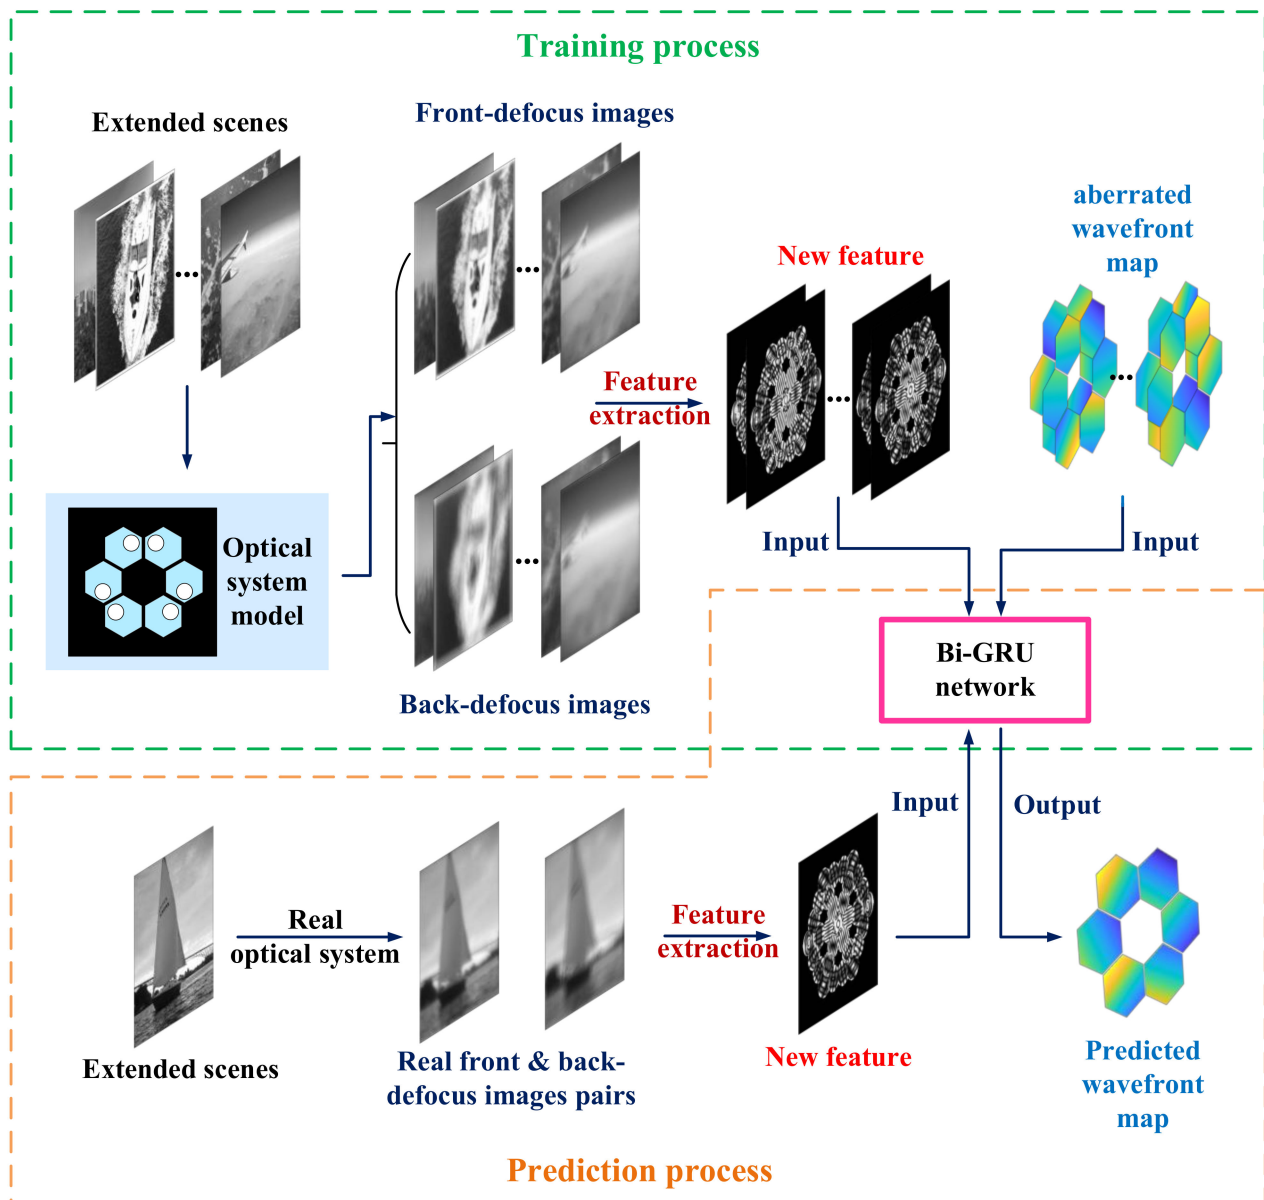 Training process
Extended scenes
Front-defocus images
aberrated
wavefront
map
New feature
Feature
extraction
Optical
system
model
Input
Input
Back-defocus images
Bi-GRU
network
Input
Output
Real
optical system
Feature
extraction
Extended scenes
Real front & back-
defocus images pairs
New feature
Predicted
wavefront
map
Prediction process